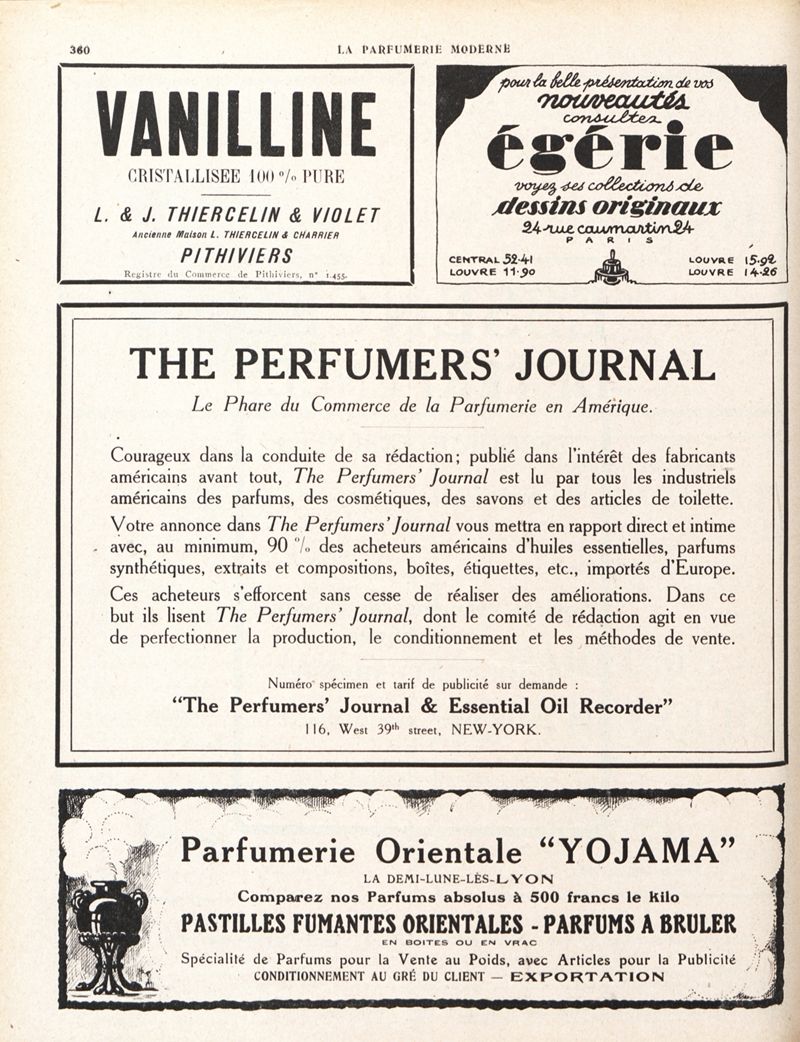 360
LA PARFUMERIE MODERNE
VANILLINE
CRISTALLISEE 100 % PURE
L. & J. THIERCELIN & VIOLET
Ancienne Maison L. THIERCELIN & CHARRIER
PITHIVIERS
Registre du Commerce de Pithiviers, n° 1.455.
pour la belle présentation de vos
nouveautés
consultez
égérie
voyez ses collections de
dessins originaux
24 rue caumartin 24
PARIS
CENTRAL 52-41
LOUVRE 11-90
LOUVRE 15-92
LOUVRE 14-26
THE PERFUMERS' JOURNAL
Le Phare du Commerce de la Parfumerie en Amérique.
Courageux dans la conduite de sa rédaction; publié dans l'intérêt des fabricants
américains avant tout, The Perfumers' Journal est lu par tous les industriels
américains des parfums, des cosmétiques, des savons et des articles de toilette.
Votre annonce dans The Perfumers' Journal vous mettra en rapport direct et intime
avec, au minimum, 90 % des acheteurs américains d'huiles essentielles, parfums
synthétiques, extraits et compositions, boîtes, étiquettes, etc., importés d'Europe.
Ces acheteurs s'efforcent sans cesse de réaliser des améliorations. Dans ce
but ils lisent The Perfumers' Journal, dont le comité de rédaction agit en vue
de perfectionner la production, le conditionnement et les méthodes de vente.
Numéro spécimen et tarif de publicité sur demande :
"The Perfumers' Journal & Essential Oil Recorder"
116, West 39th street, NEW-YORK.
Parfumerie Orientale "YOJAMA"
LA DEMI-LUNE-LÈS-LYON
Comparez nos Parfums absolus à 500 francs le kilo
PASTILLES FUMANTES ORIENTALES - PARFUMS A BRULER
EN BOITES OU EN VRAC
Spécialité de Parfums pour la Vente au Poids, avec Articles pour la Publicité
CONDITIONNEMENT AU GRÉ DU CLIENT — EXPORTATION